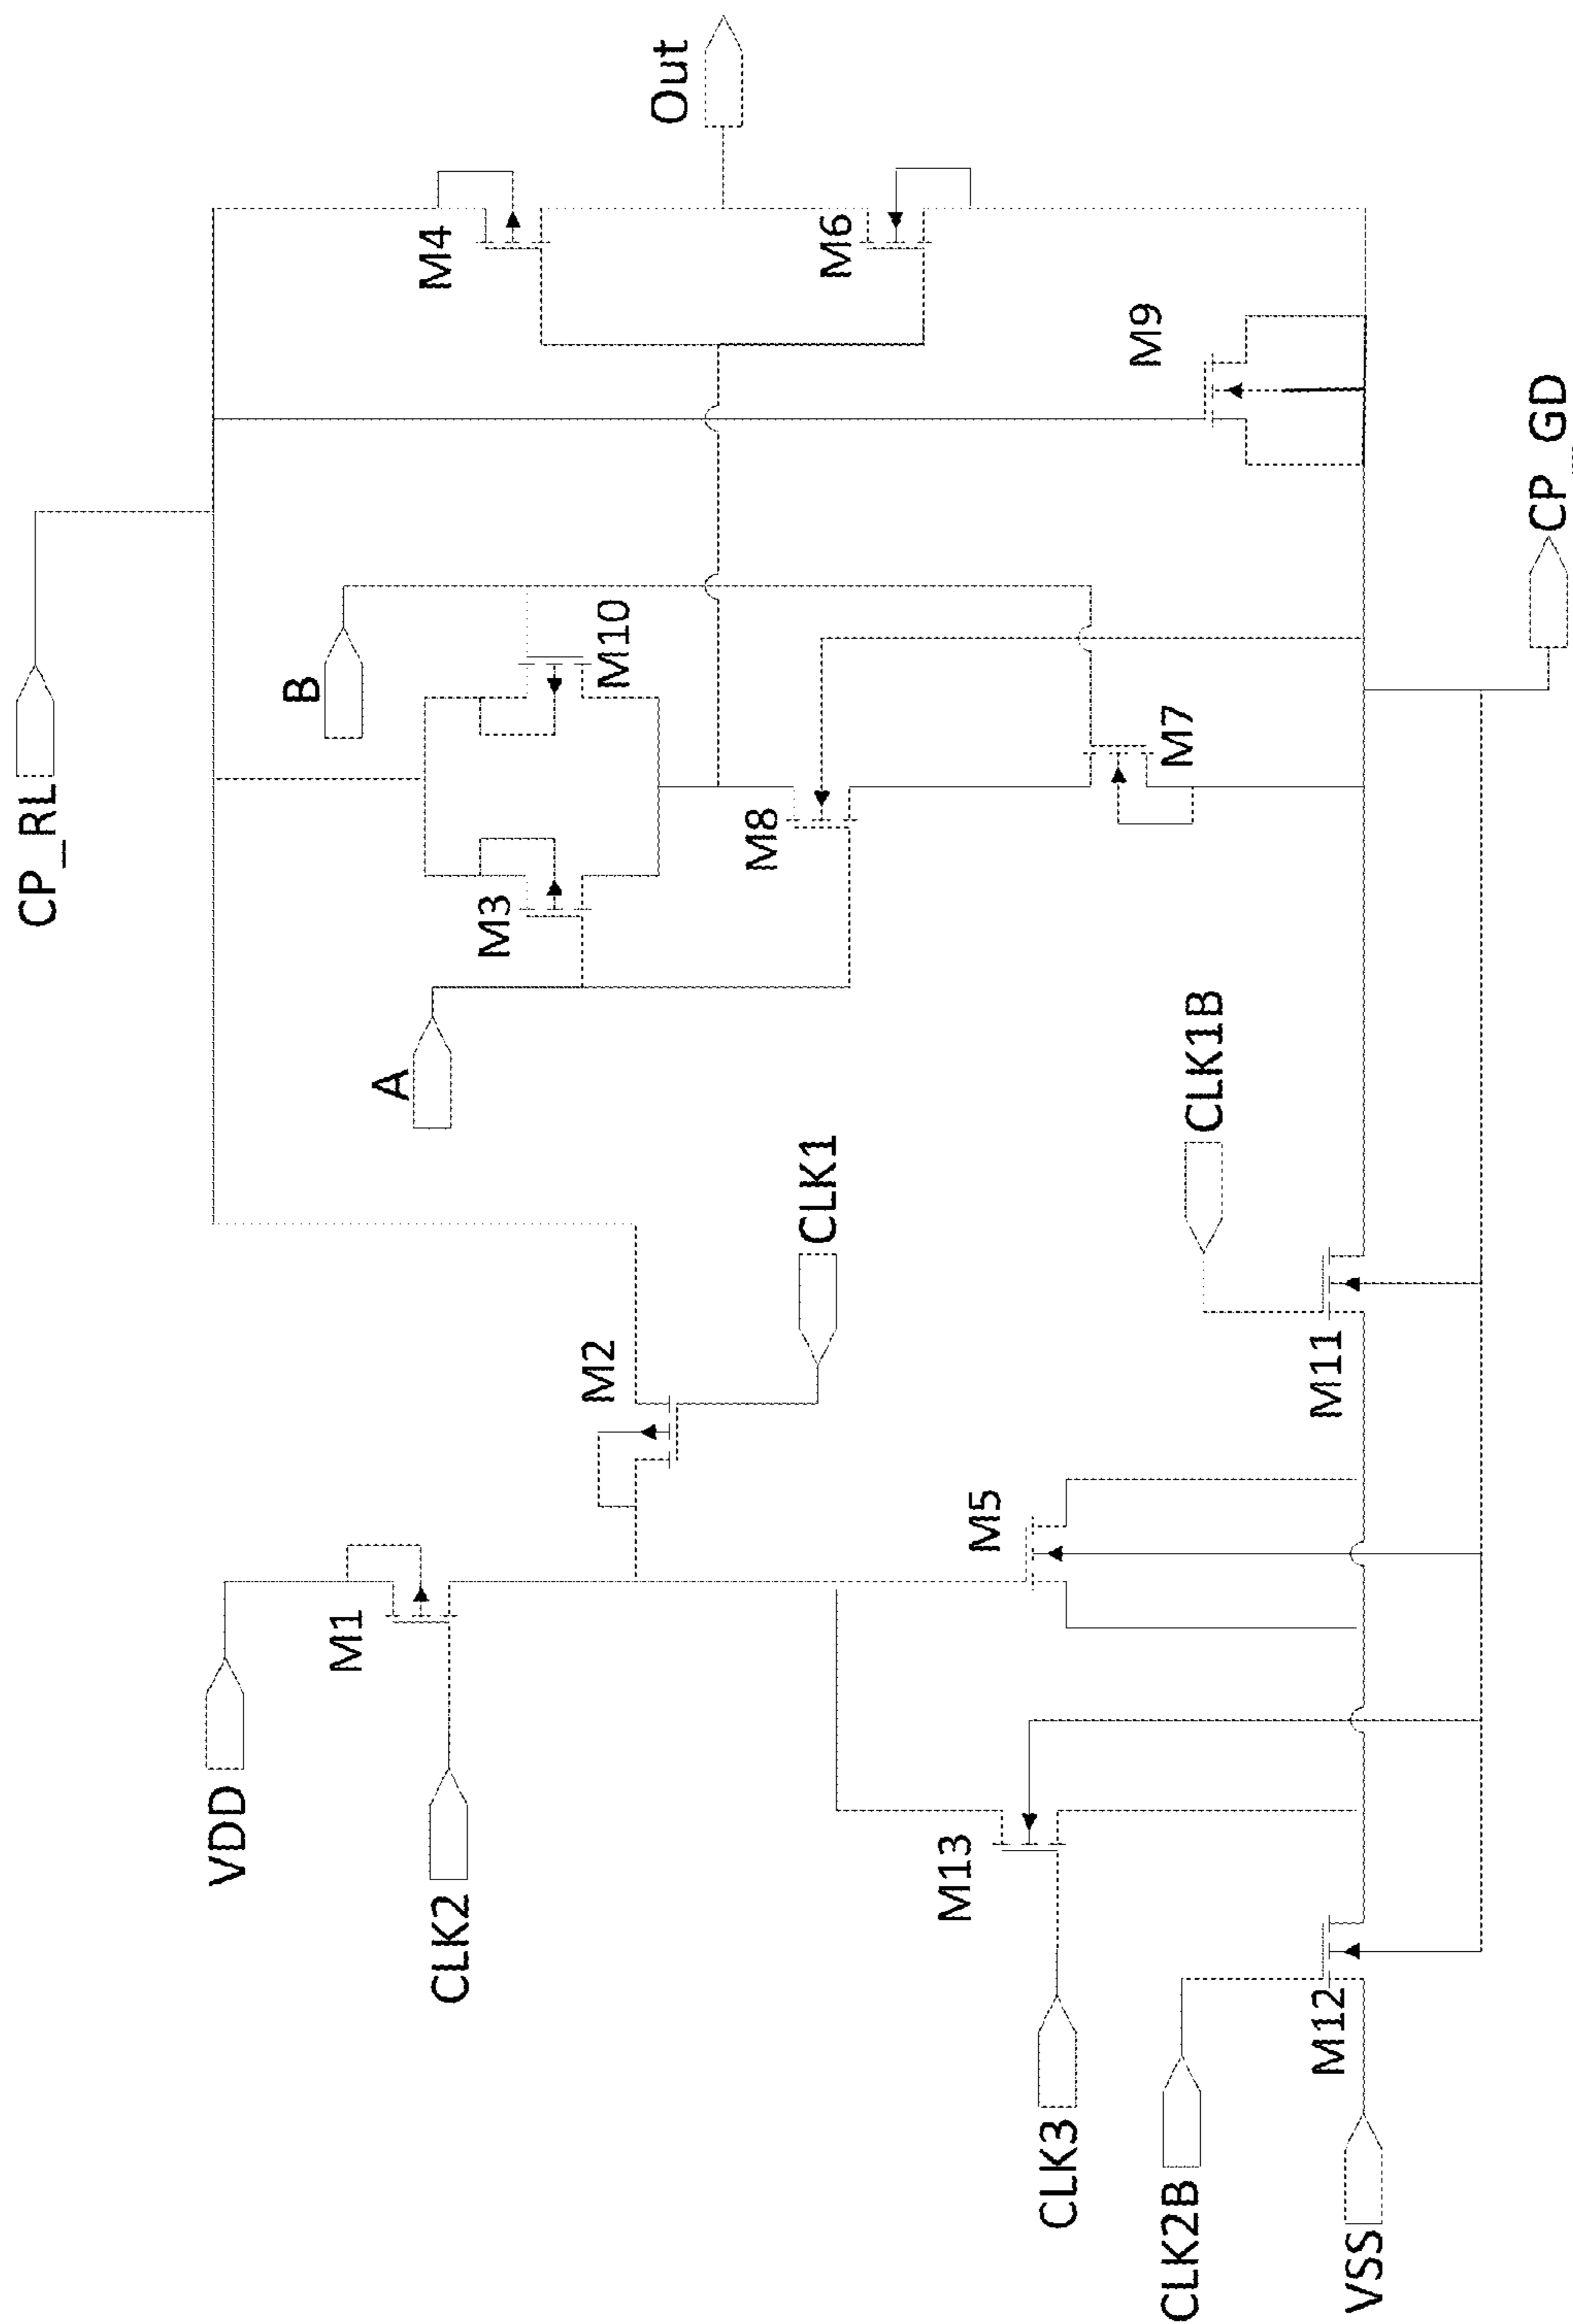 CP_RL
VDD
B
M1
A
M4
CLK2
M3
M2
M10
Out
M8
CLK1
M6
M13
M5
CLK3
M9
M7
CLK2B
CLK1B
M12
M11
VSS
CP_GD